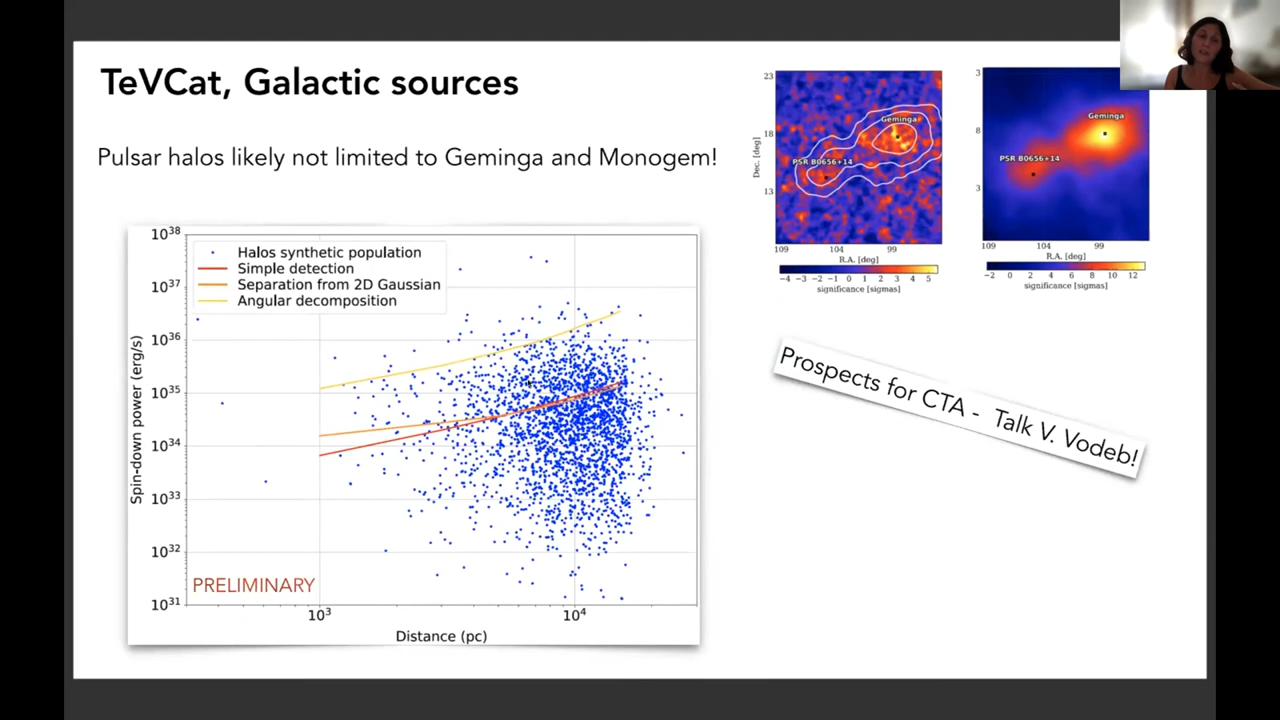 TeVCat, Galactic sources
Pulsar halos likely not limited to Geminga and Monogem!
10^38
10^37
10^36
10^35
10^34
10^33
10^32
10^31
Spin-down power (erg/s)
Halos synthetic population
Simple detection
Separation from 2D Gaussian
Angular decomposition
PRELIMINARY
10^3
10^4
Distance (pc)
23
18
13
Dec. [deg]
Geminga
PSR B0656+14
109
104
99
R.A. [deg]
−4 −3 −2 −1 0 1 2 3 4 5
significance [sigmas]
3
8
3
Geminga
PSR B0656+14
109
104
99
R.A. [deg]
−2 0 2 4 6 8 10 12
significance [sigmas]
Prospects for CTA - Talk V. Vodeb!